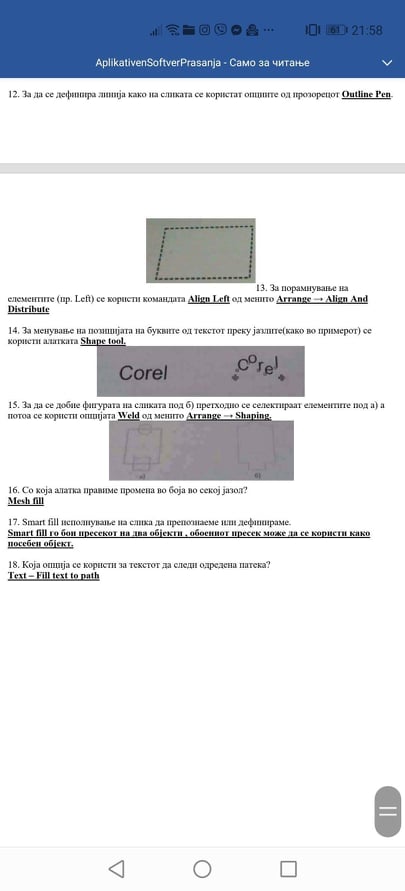 61 21:58
AplikativenSoftverPrasanja - Само за читање
12. За да се дефинира линија како на сликата се користат опциите од прозорецот Outline Pen.
13. За порамнување на
елементите (пр. Left) се користи командата Align Left од менито Arrange → Align And
Distribute
14. За менување на позицијата на буквите од текстот преку јазлите(како во примерот) се
користи алатката Shape tool.
Corel Corel
15. За да се добие фигурата на сликата под б) претходно се селектираат елементите под а) а
потоа се користи опцијата Weld од менито Arrange → Shaping.
а) б)
16. Со која алатка правиме промена во боја во секој јазол?
Mesh fill
17. Smart fill исполнување на слика да препознаеме или дефинираме.
Smart fill го бои пресекот на два објекти , обоениот пресек може да се користи како
посебен објект.
18. Која опција се користи за текстот да следи одредена патека?
Text – Fill text to path